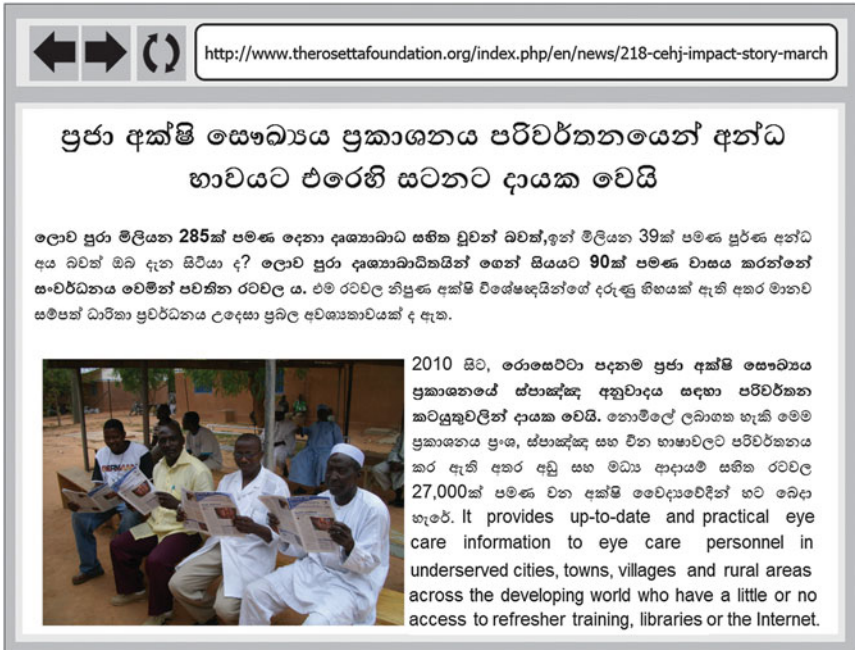 http://www.therosettafoundation.org/index.php/en/news/218-cehj-impact-story-march
ප්‍රජා අක්ෂි සෞඛ්‍යය ප්‍රකාශනය පරිවර්තනයෙන් අන්ධ
භාවයට එරෙහි සටනට දායක වෙයි
ලොව පුරා මිලියන 285ක් පමණ දෙනා දෘශ්‍යාබාධ සහිත වූවන් බවත්,ඉන් මිලියන 39ක් පමණ පූර්ණ අන්ධ
අය බවත් ඔබ දැන සිටියා ද? ලොව පුරා දෘශ්‍යාබාධිතයින් ගෙන් සියයට 90ක් පමණ වාසය කරන්නේ
සංවර්ධනය වෙමින් පවතින රටවල ය. එම රටවල නිපුණ අක්ෂි විශේෂඥයින්ගේ දරුණු හිඟයක් ඇති අතර මානව
සම්පත් ධාරිතා ප්‍රවර්ධනය උදෙසා ප්‍රබල අවශ්‍යතාවයක් ද ඇත.
2010 සිට, රොසෙට්ටා පදනම ප්‍රජා අක්ෂි සෞඛ්‍යය
ප්‍රකාශනයේ ස්පාඤ්ඤ අනුවාදය සඳහා පරිවර්තන
කටයුතුවලින් දායක වෙයි. නොමිලේ ලබාගත හැකි මෙම
ප්‍රකාශනය ප්‍රංශ, ස්පාඤ්ඤ සහ චීන භාෂාවලට පරිවර්තනය
කර ඇති අතර අඩු සහ මධ්‍ය ආදායම් සහිත රටවල
27,000ක් පමණ වන අක්ෂි වෛද්‍යවේදීන් හට බෙදා
හැරේ. It provides up-to-date and practical eye
care information to eye care personnel in
underserved cities, towns, villages and rural areas
across the developing world who have a little or no
access to refresher training, libraries or the Internet.